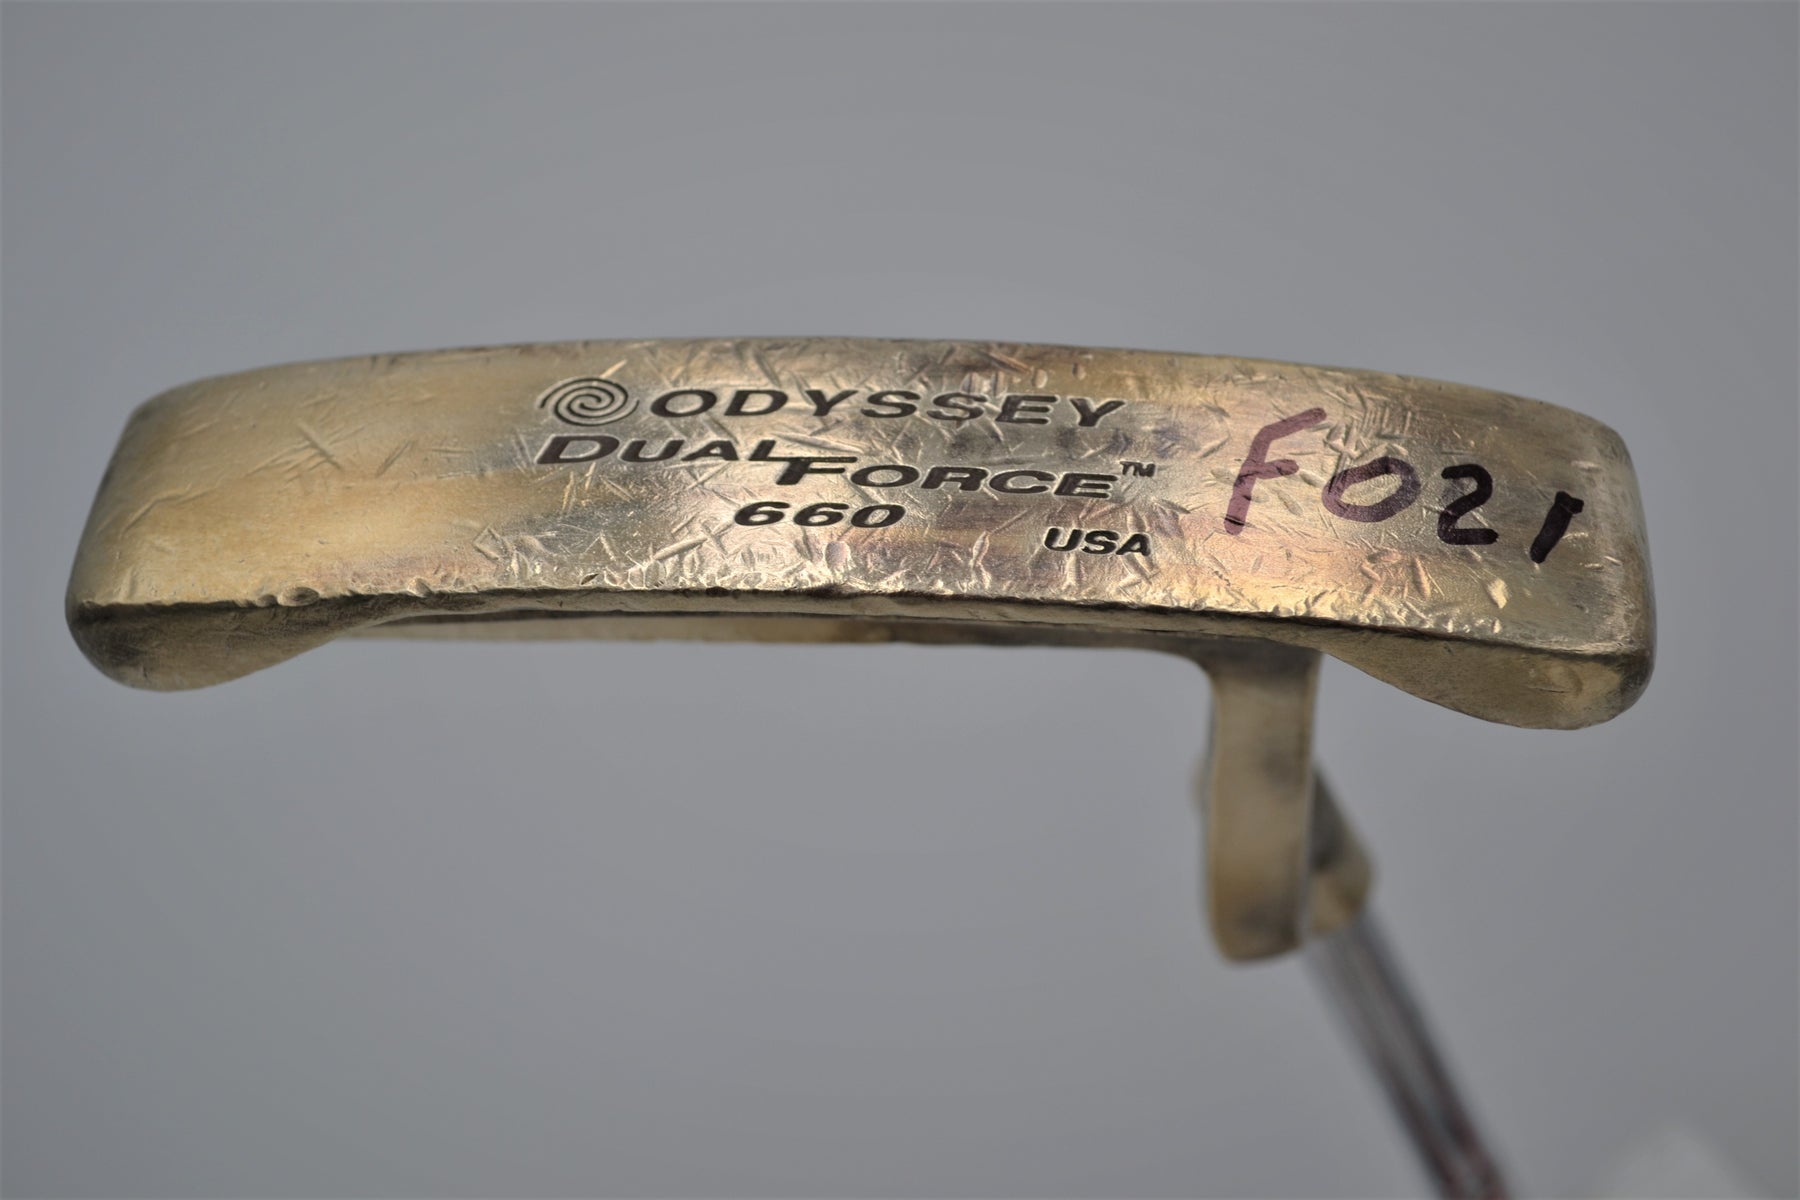 ODYSSEY
DUAL FORCE™
660
USA
F021